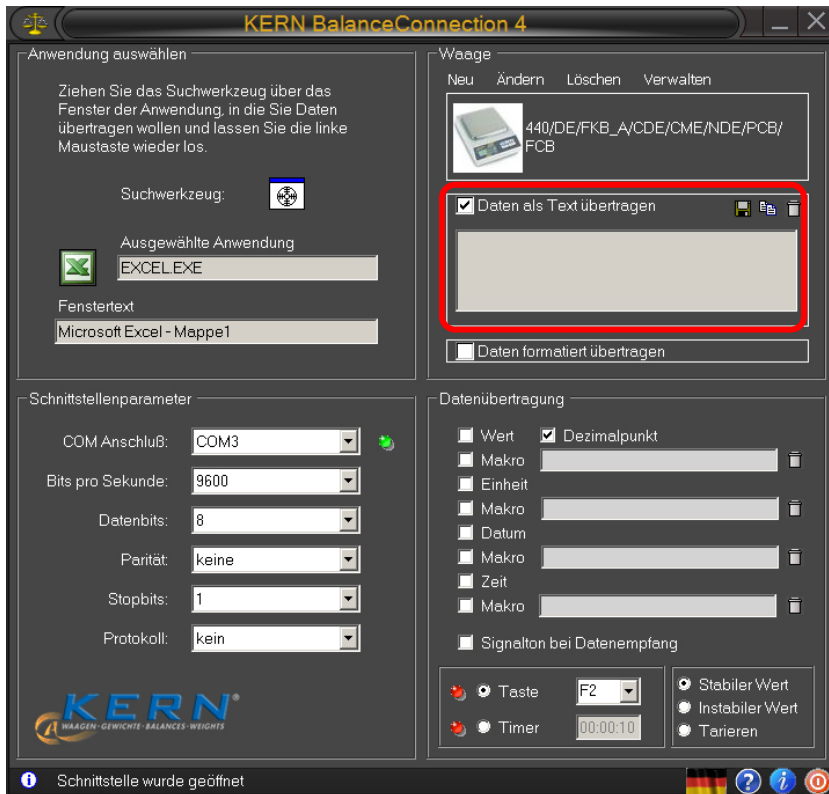 KERN BalanceConnection 4
Anwendung auswählen
Ziehen Sie das Suchwerkzeug über das
Fenster der Anwendung, in die Sie Daten
übertragen wollen und lassen Sie die linke
Maustaste wieder los.
Suchwerkzeug:
Ausgewählte Anwendung
EXCEL.EXE
Fenstertext
Microsoft Excel - Mappe1
Waage
Neu Ändern Löschen Verwalten
440/DE/FKB_A/CDE/CME/NDE/PCB/
FCB
Daten als Text übertragen
Daten formatiert übertragen
Schnittstellenparameter
COM Anschluß: COM3
Bits pro Sekunde: 9600
Datenbits: 8
Parität: keine
Stopbits: 1
Protokoll: kein
KERN
WAAGEN-GEWICHTE-BALANCES-WEIGHTS
Datenübertragung
Wert Dezimalpunkt
Makro
Einheit
Makro
Datum
Makro
Zeit
Makro
Signalton bei Datenempfang
Taste F2
Timer 00:00:10
Stabiler Wert
Instabiler Wert
Tarieren
Schnittstelle wurde geöffnet